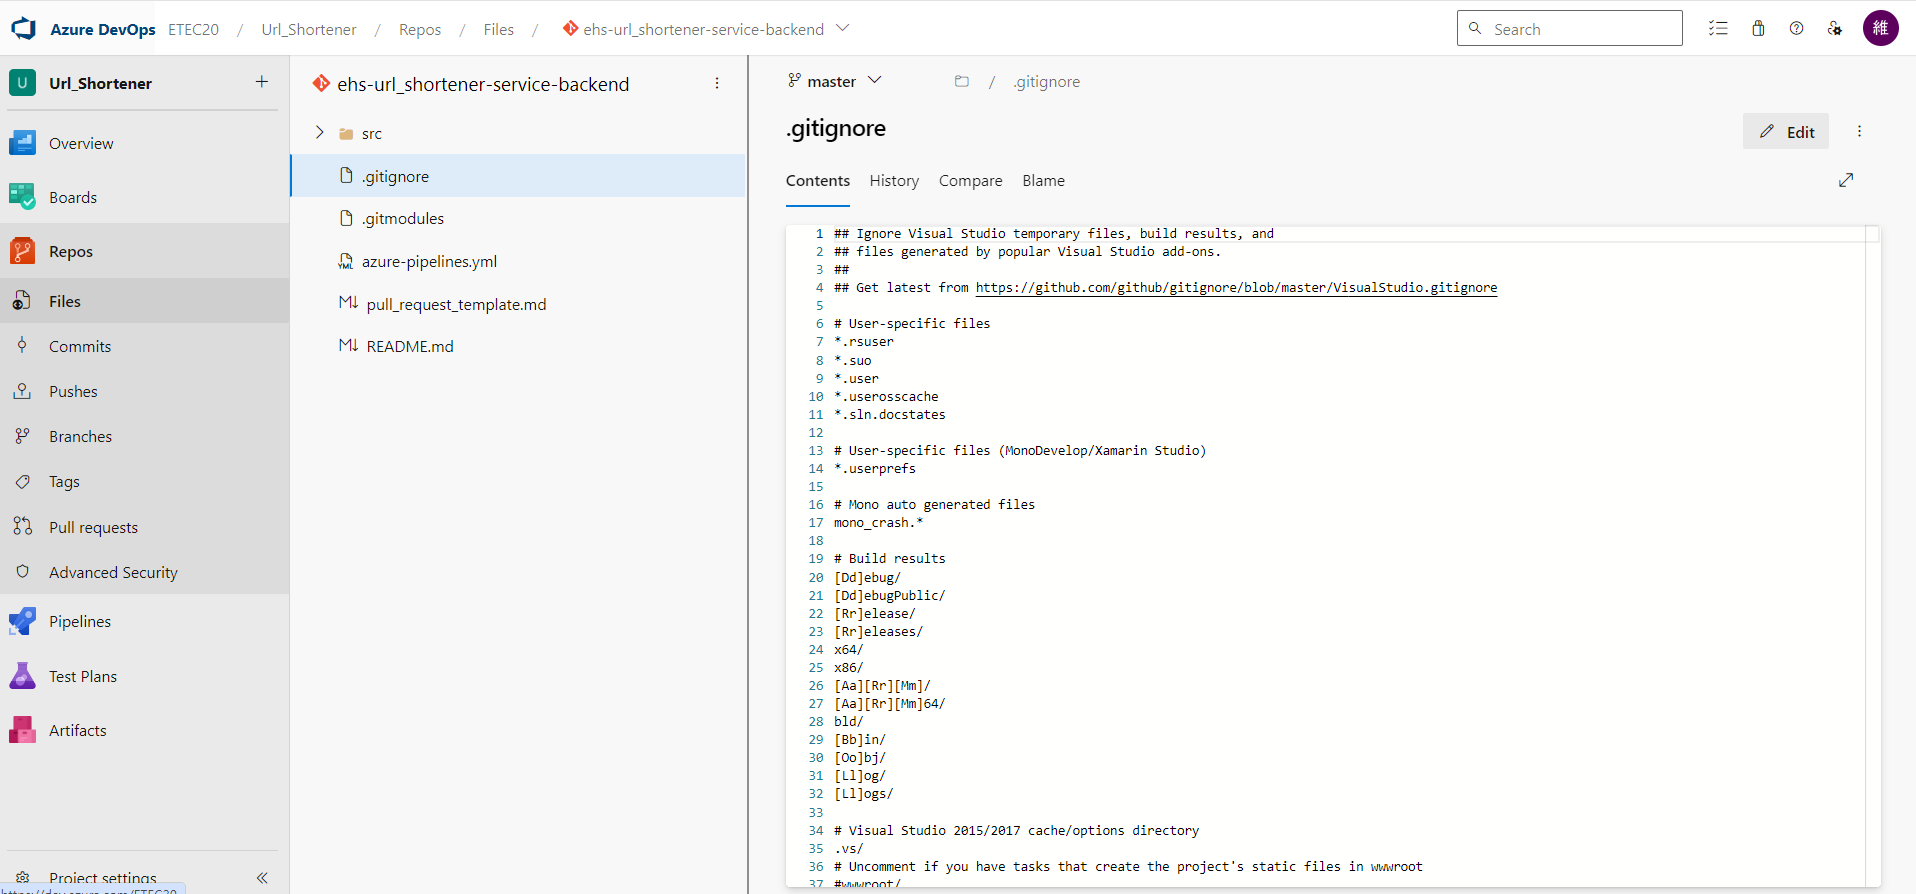 Azure DevOps ETEC20 / Url_Shortener / Repos / Files / ehs-url_shortener-service-backend
Search
維
U Url_Shortener +
Overview
Boards
Repos
Files
Commits
Pushes
Branches
Tags
Pull requests
Advanced Security
Pipelines
Test Plans
Artifacts
Project settings
ehs-url_shortener-service-backend
src
.gitignore
.gitmodules
YML azure-pipelines.yml
M↓ pull_request_template.md
M↓ README.md
master / .gitignore
.gitignore
Edit
Contents History Compare Blame
1 ## Ignore Visual Studio temporary files, build results, and
2 ## files generated by popular Visual Studio add-ons.
3 ##
4 ## Get latest from https://github.com/github/gitignore/blob/master/VisualStudio.gitignore
5
6 # User-specific files
7 *.rsuser
8 *.suo
9 *.user
10 *.userosscache
11 *.sln.docstates
12
13 # User-specific files (MonoDevelop/Xamarin Studio)
14 *.userprefs
15
16 # Mono auto generated files
17 mono_crash.*
18
19 # Build results
20 [Dd]ebug/
21 [Dd]ebugPublic/
22 [Rr]elease/
23 [Rr]eleases/
24 x64/
25 x86/
26 [Aa][Rr][Mm]/
27 [Aa][Rr][Mm]64/
28 bld/
29 [Bb]in/
30 [Oo]bj/
31 [Ll]og/
32 [Ll]ogs/
33
34 # Visual Studio 2015/2017 cache/options directory
35 .vs/
36 # Uncomment if you have tasks that create the project's static files in wwwroot
37 #wwwroot/